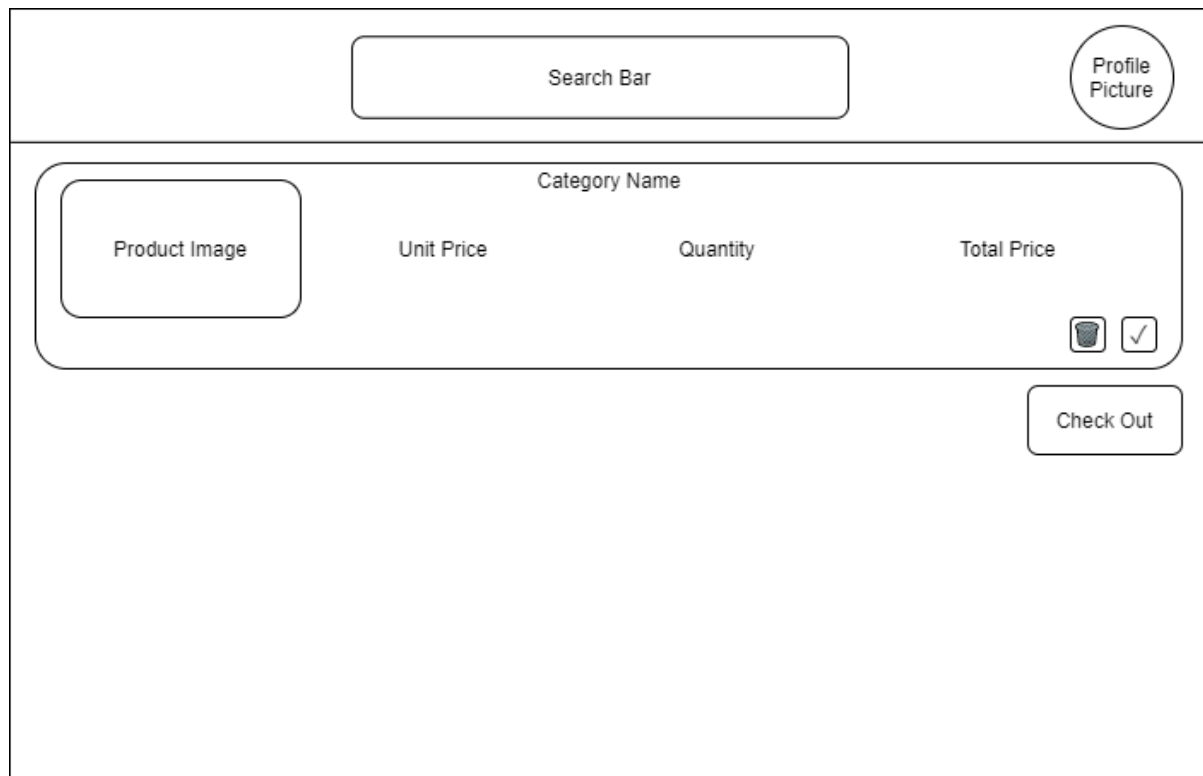 Search Bar
Profile
Picture
Category Name
Product Image
Unit Price
Quantity
Total Price
Check Out